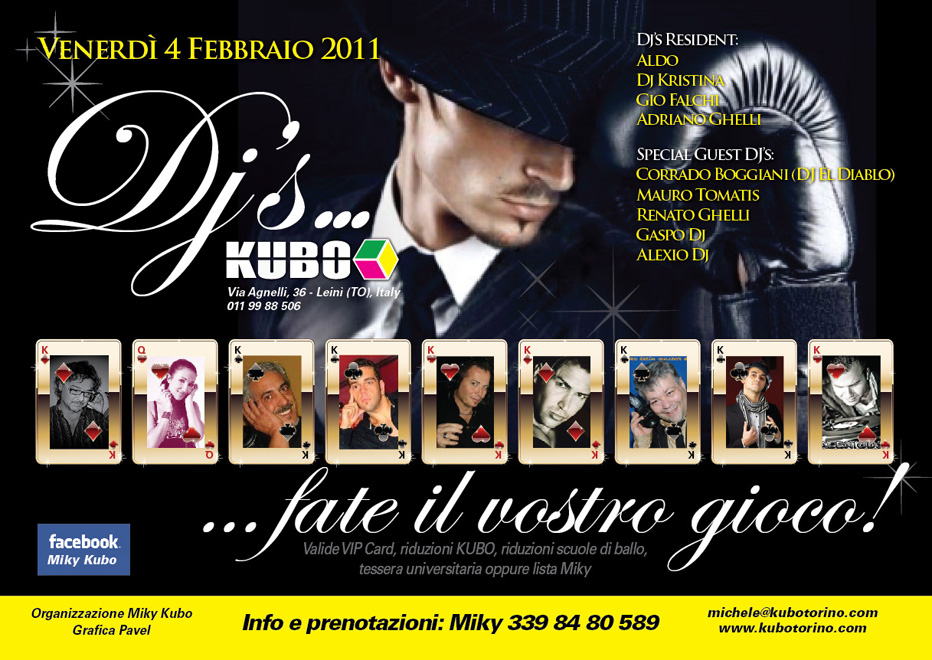 Venerdì 4 Febbraio 2011
Dj's...
KUBO
Via Agnelli, 36 - Leinì (TO), Italy
011 99 88 506
Dj's Resident:
Aldo
Dj Kristina
Gio Falchi
Adriano Ghelli
Special Guest DJ's:
Corrado Boggiani (DJ El Diablo)
Mauro Tomatis
Renato Ghelli
Gaspo Dj
Alexio Dj
K Q K K K K K K K
K Q K K K K K K K
... fate il vostro gioco!
Valide VIP Card, riduzioni KUBO, riduzioni scuole di ballo,
tessera universitaria oppure lista Miky
facebook
Miky Kubo
Organizzazione Miky Kubo
Grafica Pavel
Info e prenotazioni: Miky 339 84 80 589
michele@kubotorino.com
www.kubotorino.com